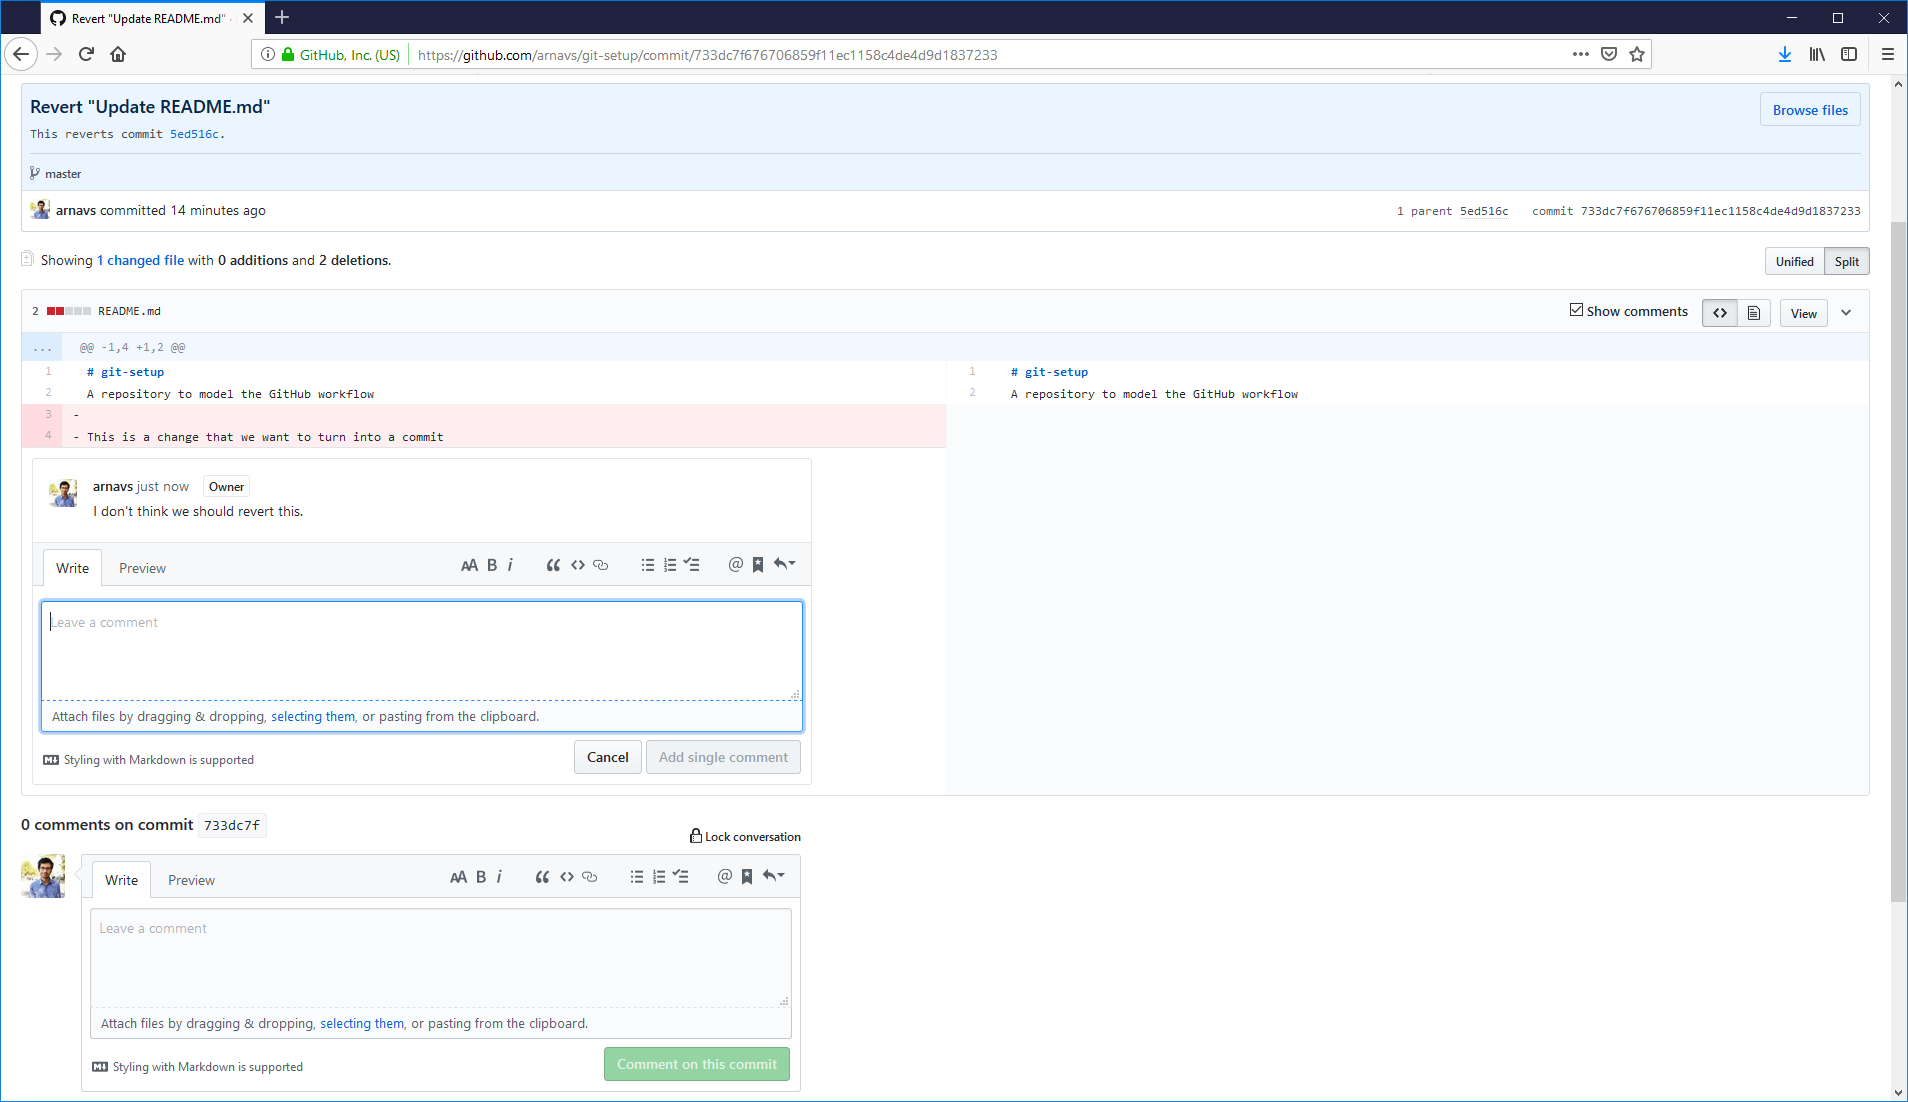 Revert "Update README.md" ·
GitHub, Inc. (US) https://github.com/arnavs/git-setup/commit/733dc7f676706859f11ec1158c4de4d9d1837233
Revert "Update README.md"
Browse files
This reverts commit 5ed516c.
master
arnavs committed 14 minutes ago
1 parent 5ed516c commit 733dc7f676706859f11ec1158c4de4d9d1837233
Showing 1 changed file with 0 additions and 2 deletions.
Unified Split
2 README.md
Show comments View
... @@ -1,4 +1,2 @@
1 # git-setup 1 # git-setup
2 A repository to model the GitHub workflow 2 A repository to model the GitHub workflow
3 -
4 - This is a change that we want to turn into a commit
arnavs just now Owner
I don't think we should revert this.
Write Preview
Leave a comment
Attach files by dragging & dropping, selecting them, or pasting from the clipboard.
Styling with Markdown is supported
Cancel Add single comment
0 comments on commit 733dc7f
Lock conversation
Write Preview
Leave a comment
Attach files by dragging & dropping, selecting them, or pasting from the clipboard.
Styling with Markdown is supported
Comment on this commit